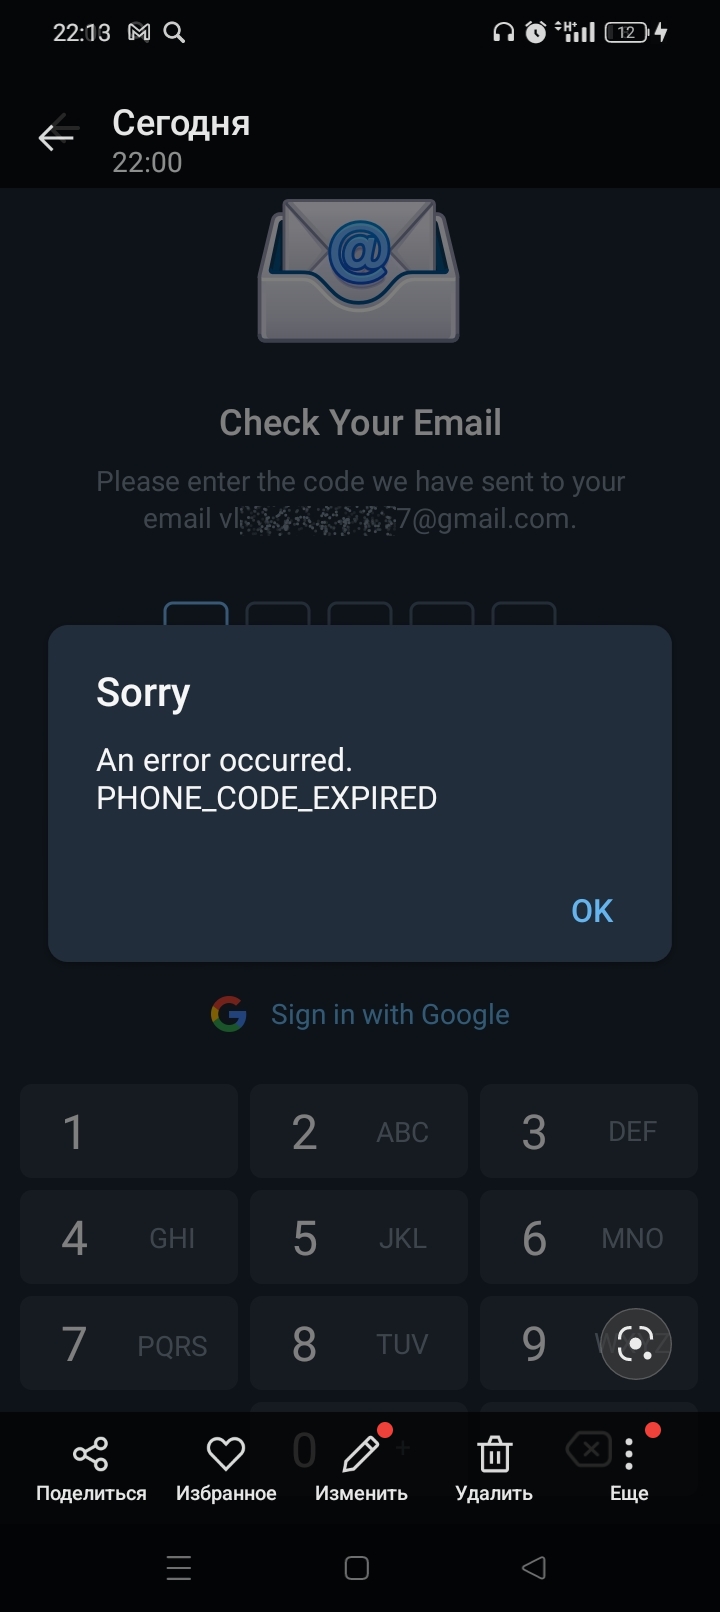 22:13
H+
12
Сегодня
22:00
@
Check Your Email
Please enter the code we have sent to your
email vl 7@gmail.com.
Sorry
An error occurred.
PHONE_CODE_EXPIRED
OK
G Sign in with Google
1
2 ABC
3 DEF
4 GHI
5 JKL
6 MNO
7 PQRS
8 TUV
9 WXYZ
0 +
Поделиться
Избранное
Изменить
Удалить
Еще